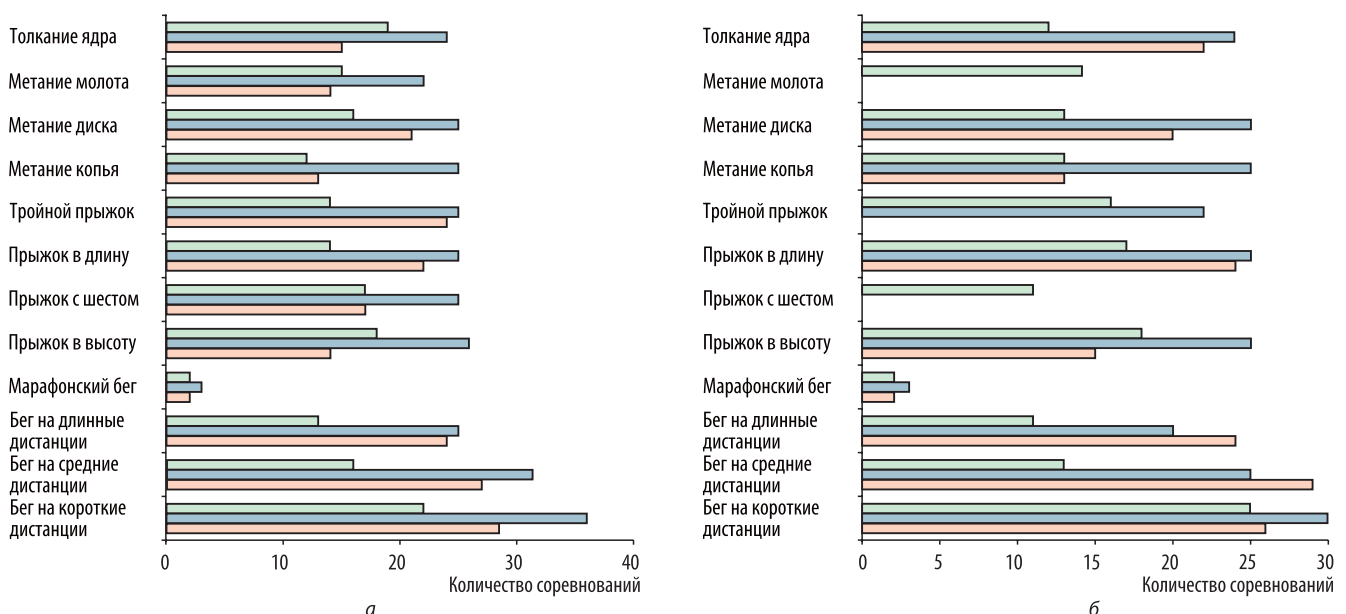 Толкание ядра
Метание молота
Метание диска
Метание копья
Тройной прыжок
Прыжок в длину
Прыжок с шестом
Прыжок в высоту
Марафонский бег
Бег на длинные
дистанции
Бег на средние
дистанции
Бег на короткие
дистанции
0 10 20 30 40
Количество соревнований
а
Толкание ядра
Метание молота
Метание диска
Метание копья
Тройной прыжок
Прыжок в длину
Прыжок с шестом
Прыжок в высоту
Марафонский бег
Бег на длинные
дистанции
Бег на средние
дистанции
Бег на короткие
дистанции
0 5 10 15 20 25 30
Количество соревнований
б